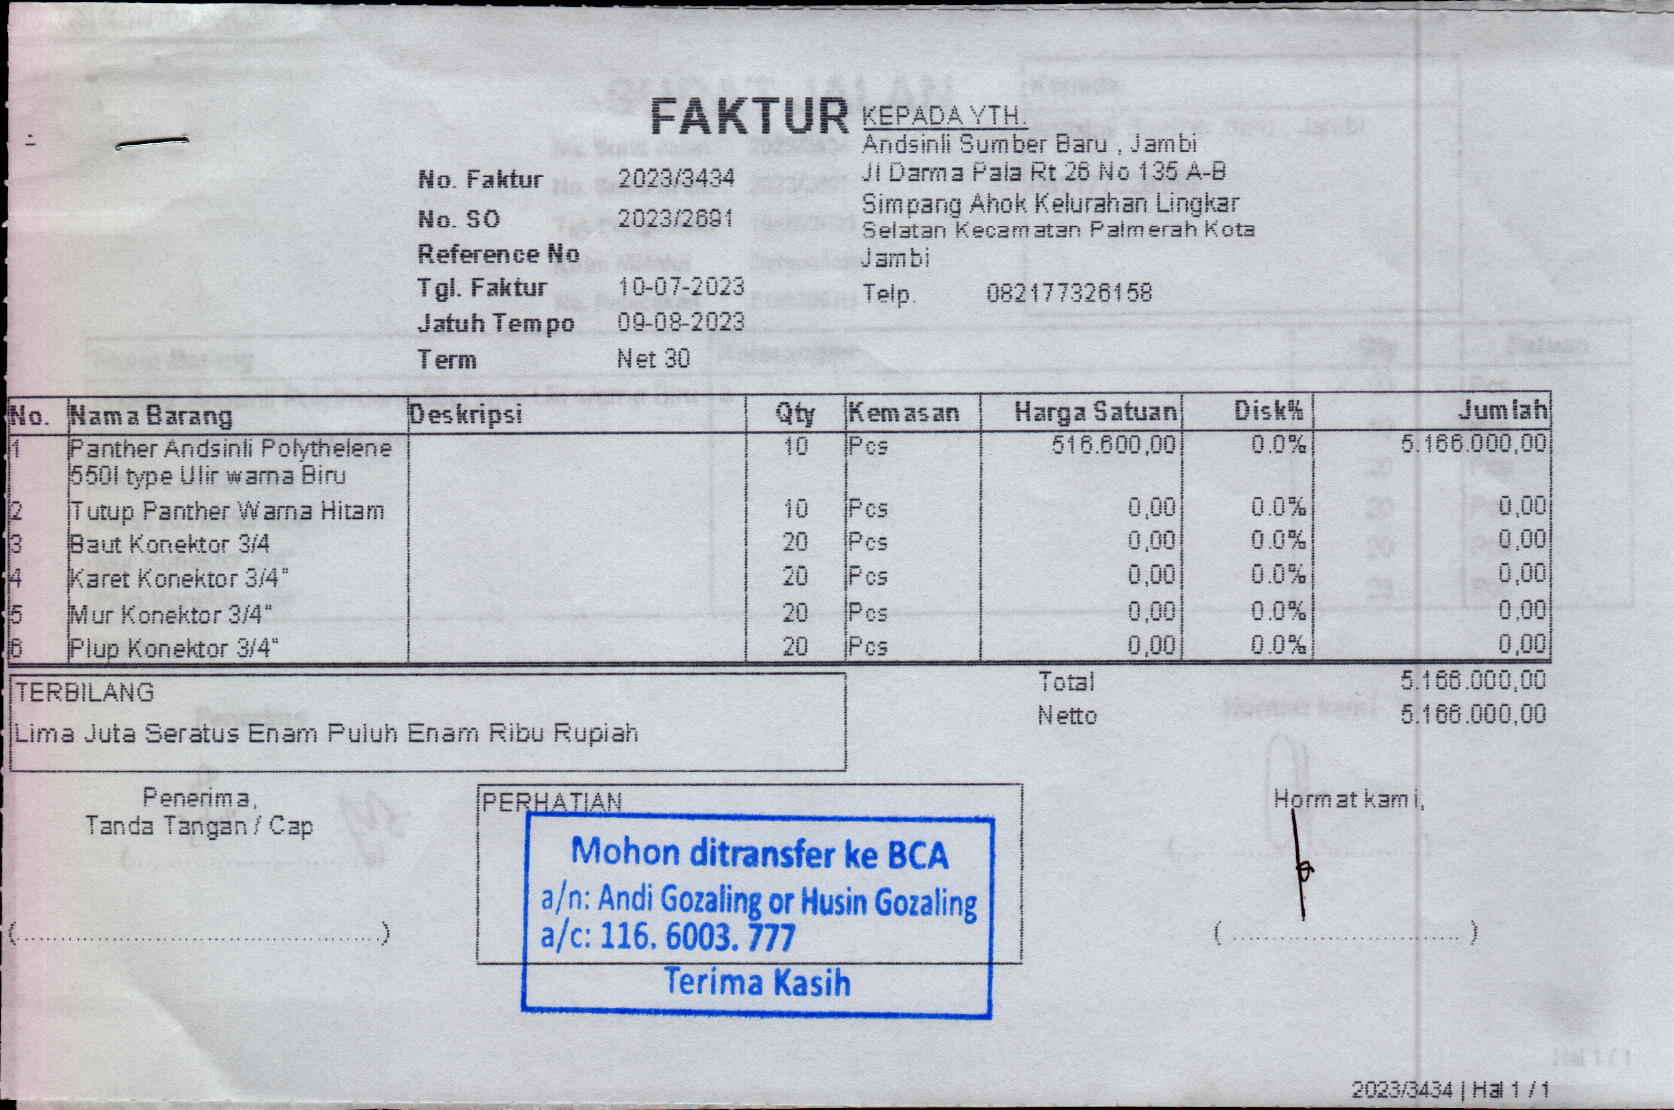 FAKTUR
No. Faktur 2023/3434
No. SO 2023/2691
Reference No
Tgl. Faktur 10-07-2023
Jatuh Tempo 09-08-2023
Term Net 30
KEPADA YTH.
Andsinli Sumber Baru , Jambi
Jl Darma Pala Rt 26 No 135 A-B
Simpang Ahok Kelurahan Lingkar
Selatan Kecamatan Palmerah Kota
Jambi
Telp. 082177326158
No. Nama Barang Deskripsi Qty Kemasan Harga Satuan Disk% Jumlah
1 Panther Andsinli Polythelene 10 Pcs 516.600,00 0.0% 5.166.000,00
550l type Ulir warna Biru
2 Tutup Panther Warna Hitam 10 Pcs 0,00 0.0% 0,00
3 Baut Konektor 3/4 20 Pcs 0,00 0.0% 0,00
4 Karet Konektor 3/4" 20 Pcs 0,00 0.0% 0,00
5 Mur Konektor 3/4" 20 Pcs 0,00 0.0% 0,00
6 Plup Konektor 3/4" 20 Pcs 0,00 0.0% 0,00
Total 5.166.000,00
Netto 5.166.000,00
TERBILANG
Lima Juta Seratus Enam Puluh Enam Ribu Rupiah
Penerima,
Tanda Tangan / Cap
(....................................)
PERHATIAN
Mohon ditransfer ke BCA
a/n: Andi Gozaling or Husin Gozaling
a/c: 116. 6003. 777
Terima Kasih
Hormat kami,
(..............................)
2023/3434 | Hal 1 / 1